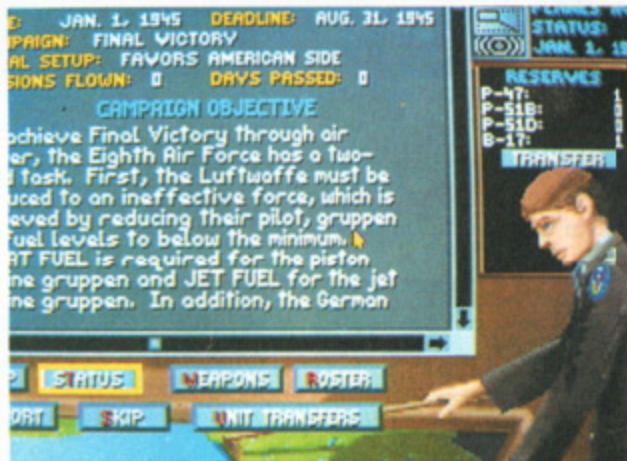 E: JAN. 1, 1945 DEADLINE: AUG. 31, 1945
PAIGN: FINAL VICTORY
AL SETUP: FAVORS AMERICAN SIDE
SIONS FLOWN: 0 DAYS PASSED: 0
CAMPAIGN OBJECTIVE
achieve Final Victory through air
er, the Eighth Air Force has a two-
d task. First, the Luftwaffe must be
uced to an ineffective force, which is
eved by reducing their pilot, gruppen
fuel levels to below the minimum.
AT FUEL is required for the piston
ine gruppen and JET FUEL for the jet
ine gruppen. In addition, the German
STATUS:
JAN. 1, 19
RESERVES
P-47:
P-51B:
P-51D:
B-17:
TRANSFER
P STATUS WEAPONS ROSTER
ORT SKIP UNIT TRANSFERS